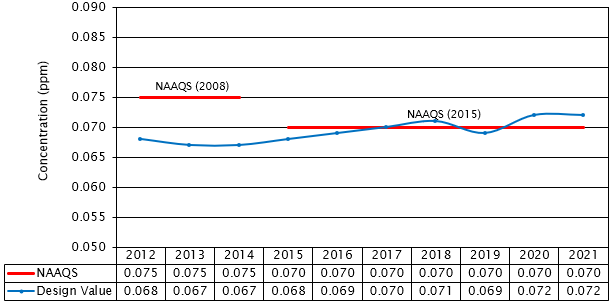 0.090
0.085
0.080
0.075
0.070
0.065
0.060
0.055
0.050
Concentration (ppm)
NAAQS (2008)
NAAQS (2015)
2012 2013 2014 2015 2016 2017 2018 2019 2020 2021
NAAQS 0.075 0.075 0.075 0.070 0.070 0.070 0.070 0.070 0.070 0.070
Design Value 0.068 0.067 0.067 0.068 0.069 0.070 0.071 0.069 0.072 0.072